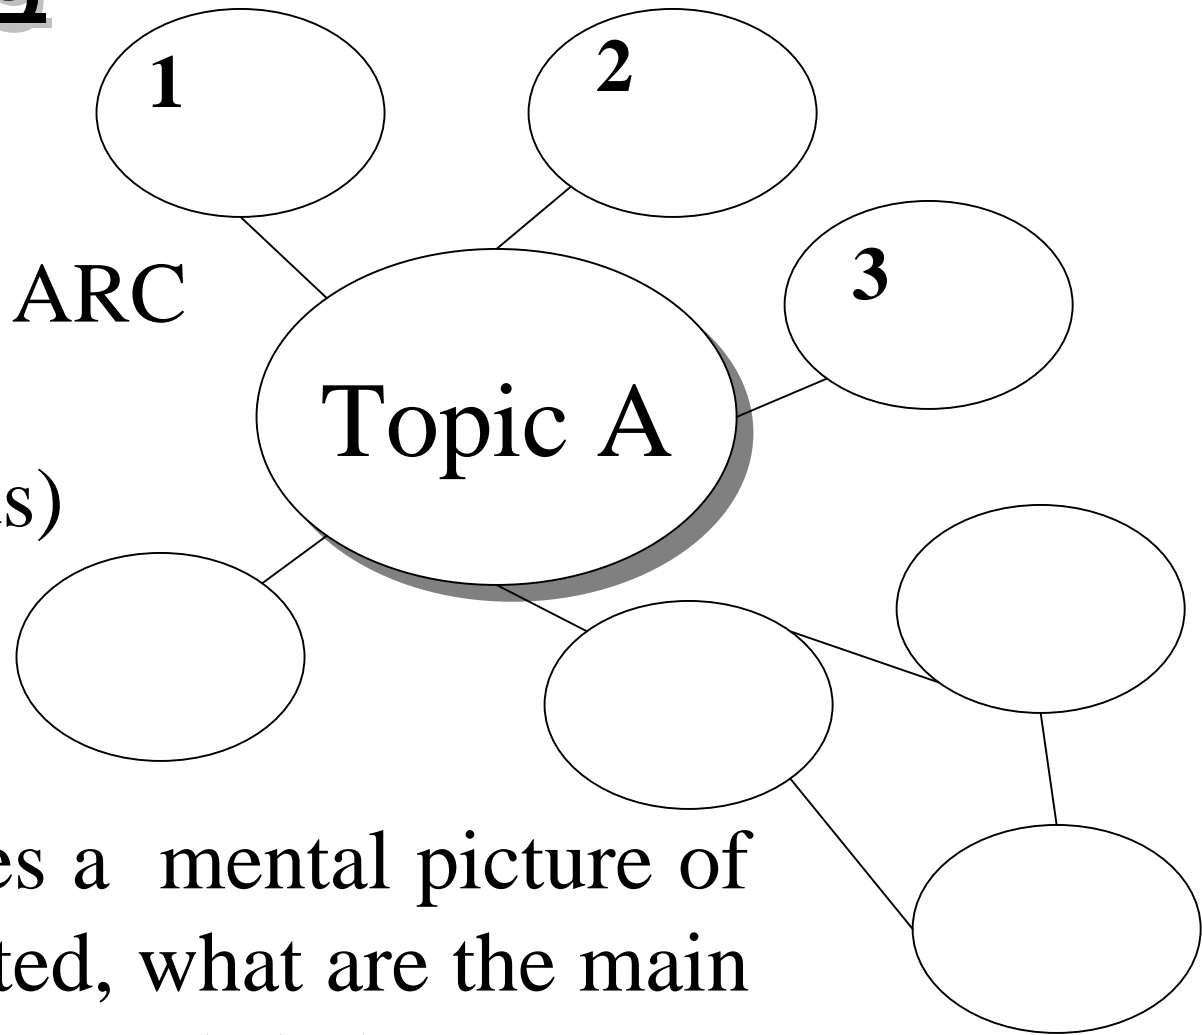 1
2
3
ARC
Topic A
s)
es a mental picture of
ted, what are the main